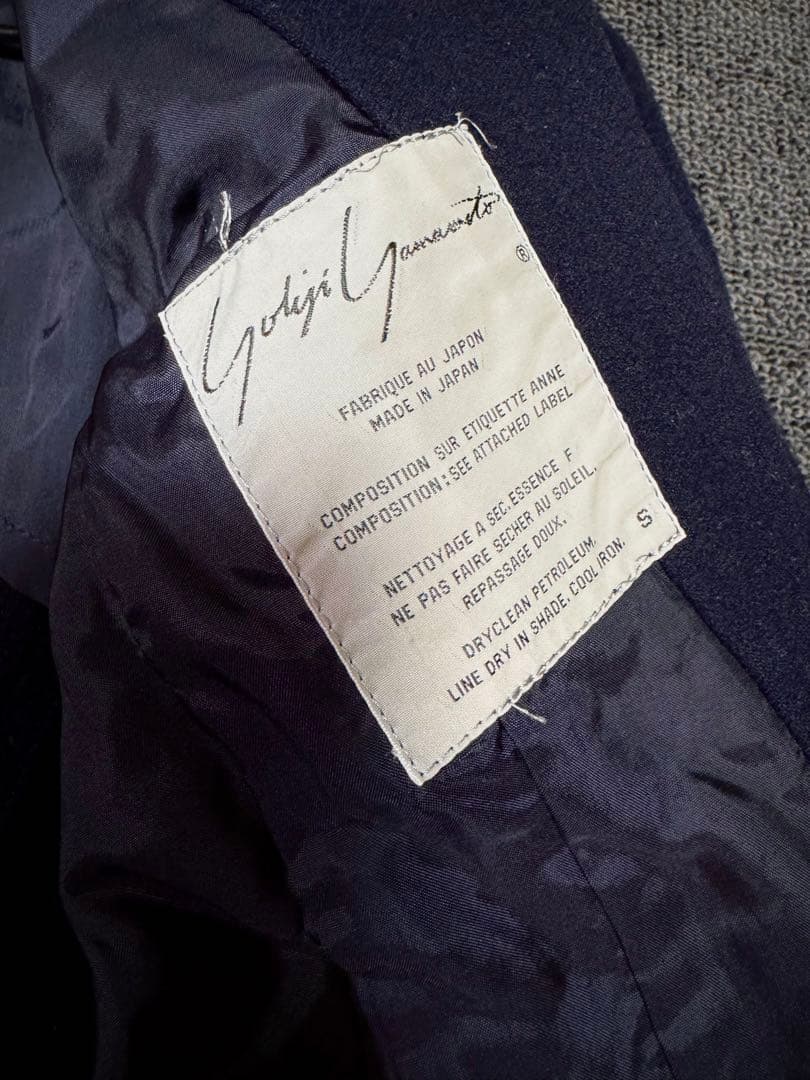 Yohji Yamamoto
®
FABRIQUE AU JAPON
MADE IN JAPAN
COMPOSITION SUR ETIQUETTE ANNE
COMPOSITION: SEE ATTACHED LABEL
NETTOYAGE A SEC. ESSENCE F
NE PAS FAIRE SECHER AU SOLEIL.
REPASSAGE DOUX.
DRYCLEAN PETROLEUM.
LINE DRY IN SHADE. COOL IRON.
S